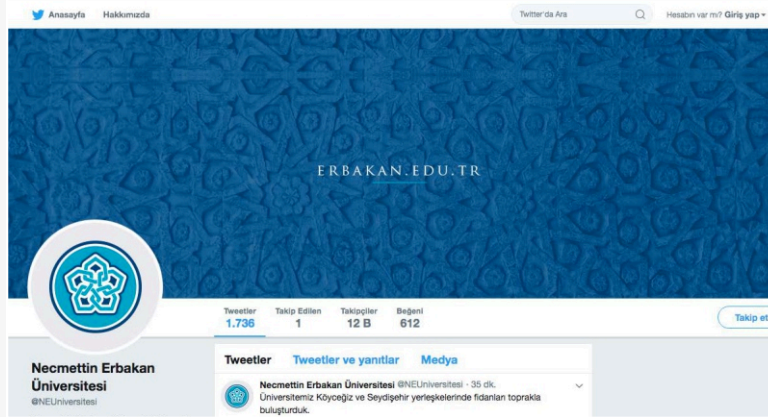 Anasayfa Hakkımızda Twitter'da Ara Hesabın var mı? Giriş yap
ERBAKAN.EDU.TR
Tweetler Takip Edilen Takipçiler Beğeni
1.736 1 12 B 612
Takip et
Necmettin Erbakan
Üniversitesi
@NEUniversitesi
Tweetler Tweetler ve yanıtlar Medya
Necmettin Erbakan Üniversitesi @NEUniversitesi · 35 dk.
Üniversitemiz Köyceğiz ve Seydişehir yerleşkelerinde fidanları toprakla
buluşturduk.